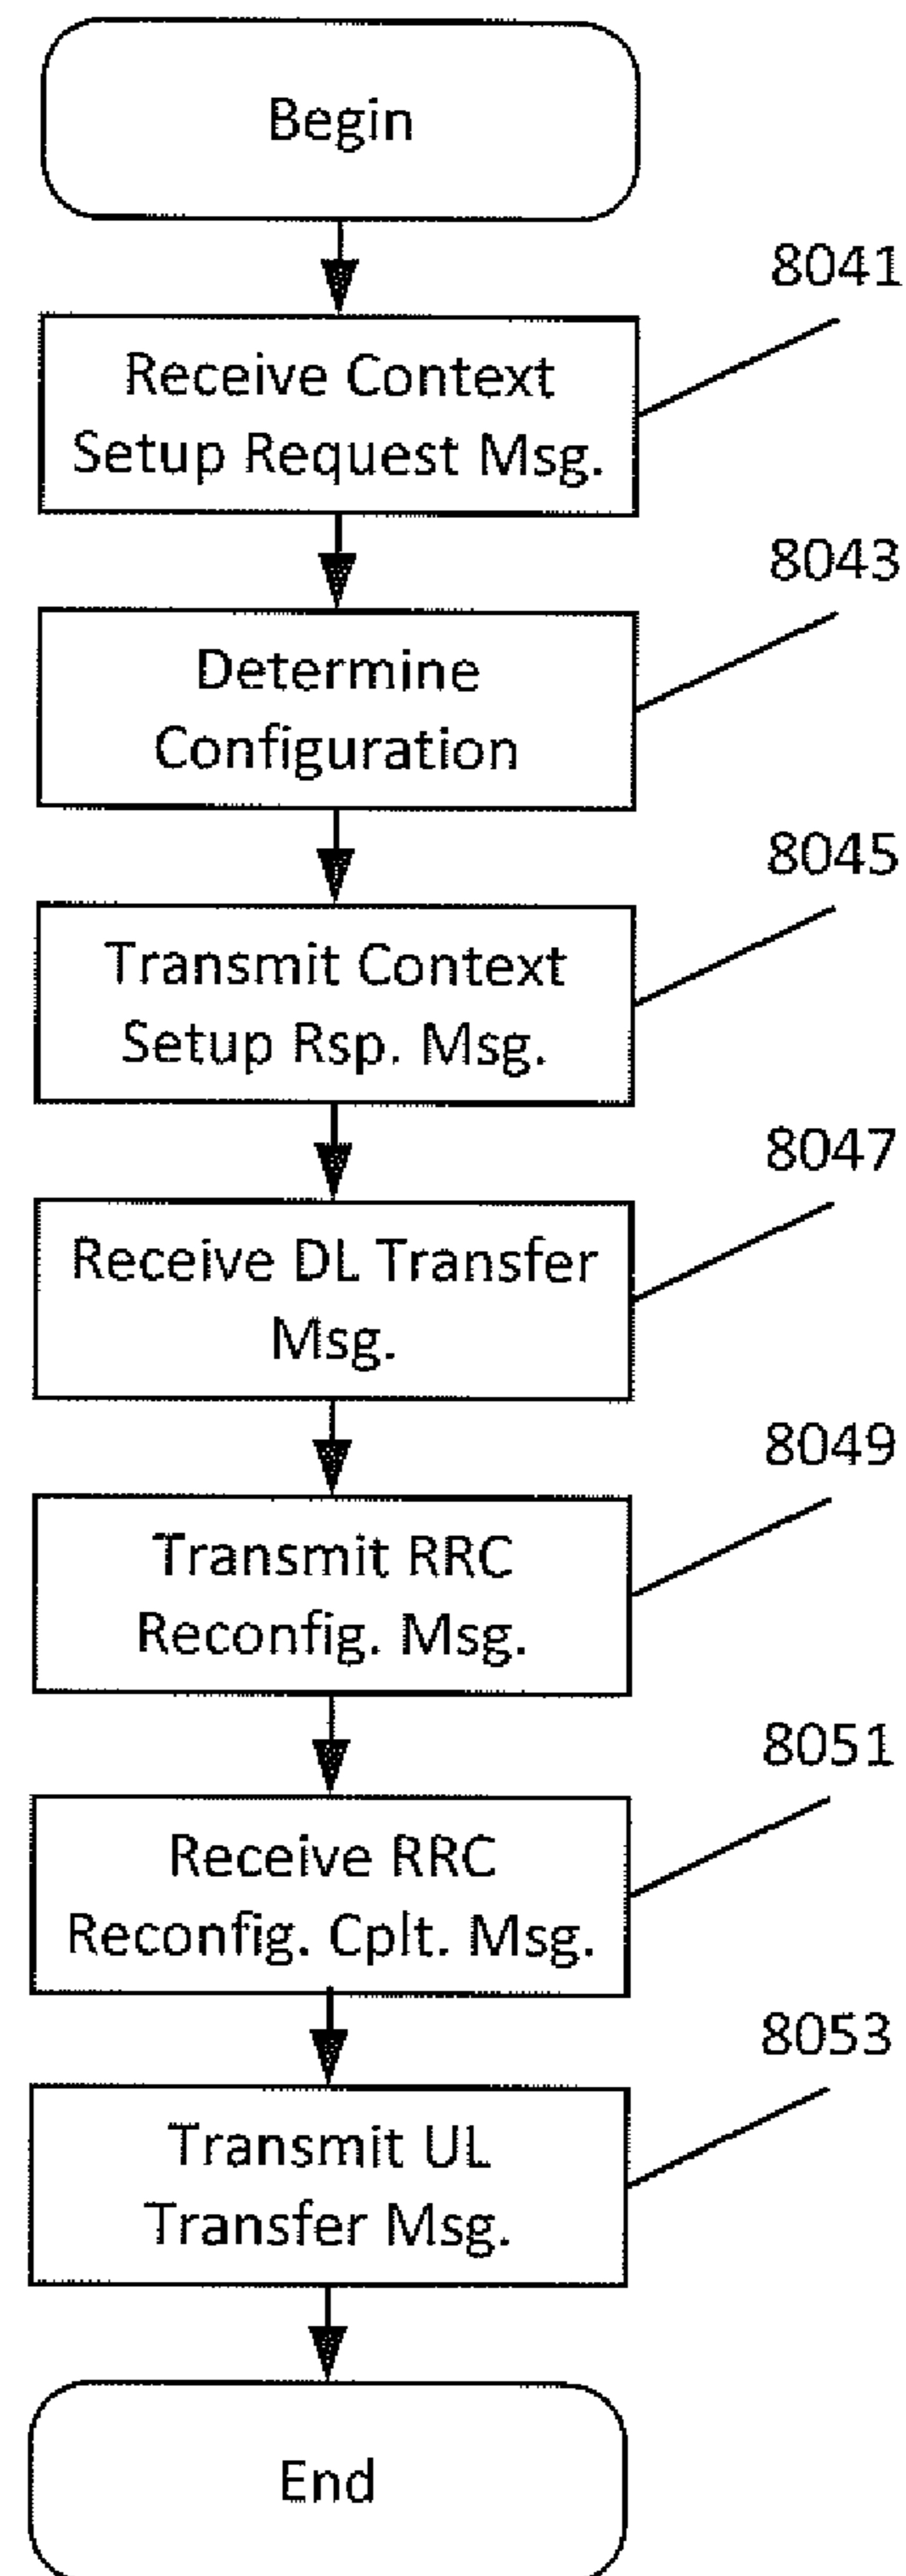 Begin
8041
Receive Context
Setup Request Msg.
8043
Determine
Configuration
8045
Transmit Context
Setup Rsp. Msg.
8047
Receive DL Transfer
Msg.
8049
Transmit RRC
Reconfig. Msg.
8051
Receive RRC
Reconfig. Cplt. Msg.
8053
Transmit UL
Transfer Msg.
End